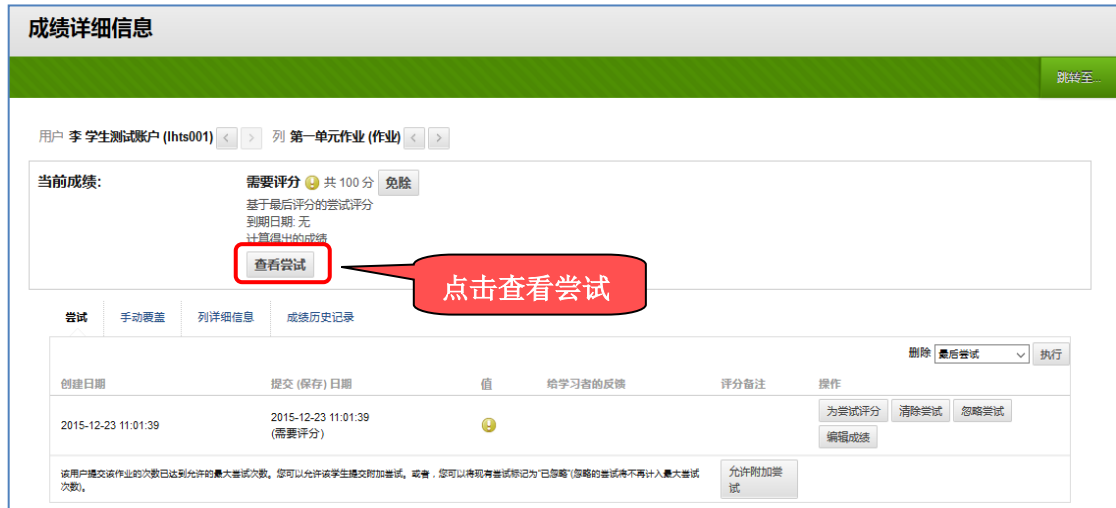 成绩详细信息
跳转至...
用户 李 学生测试账户 (lhts001) < > 列 第一单元作业 (作业) < >
当前成绩: 需要评分 共 100 分 免除
基于最后评分的尝试评分
到期日期: 无
计算得出的成绩
查看尝试
点击查看尝试
尝试 手动覆盖 列详细信息 成绩历史记录
删除 最后尝试 执行
创建日期 提交 (保存) 日期 值 给学习者的反馈 评分备注 操作
2015-12-23 11:01:39 2015-12-23 11:01:39 为尝试评分 清除尝试 忽略尝试
(需要评分) 编辑成绩
该用户提交该作业的次数已达到允许的最大尝试次数。您可以允许该学生提交附加尝试。或者，您可以将现有尝试标记为“已忽略”(忽略的尝试将不再计入最大尝试 允许附加尝
次数)。 试